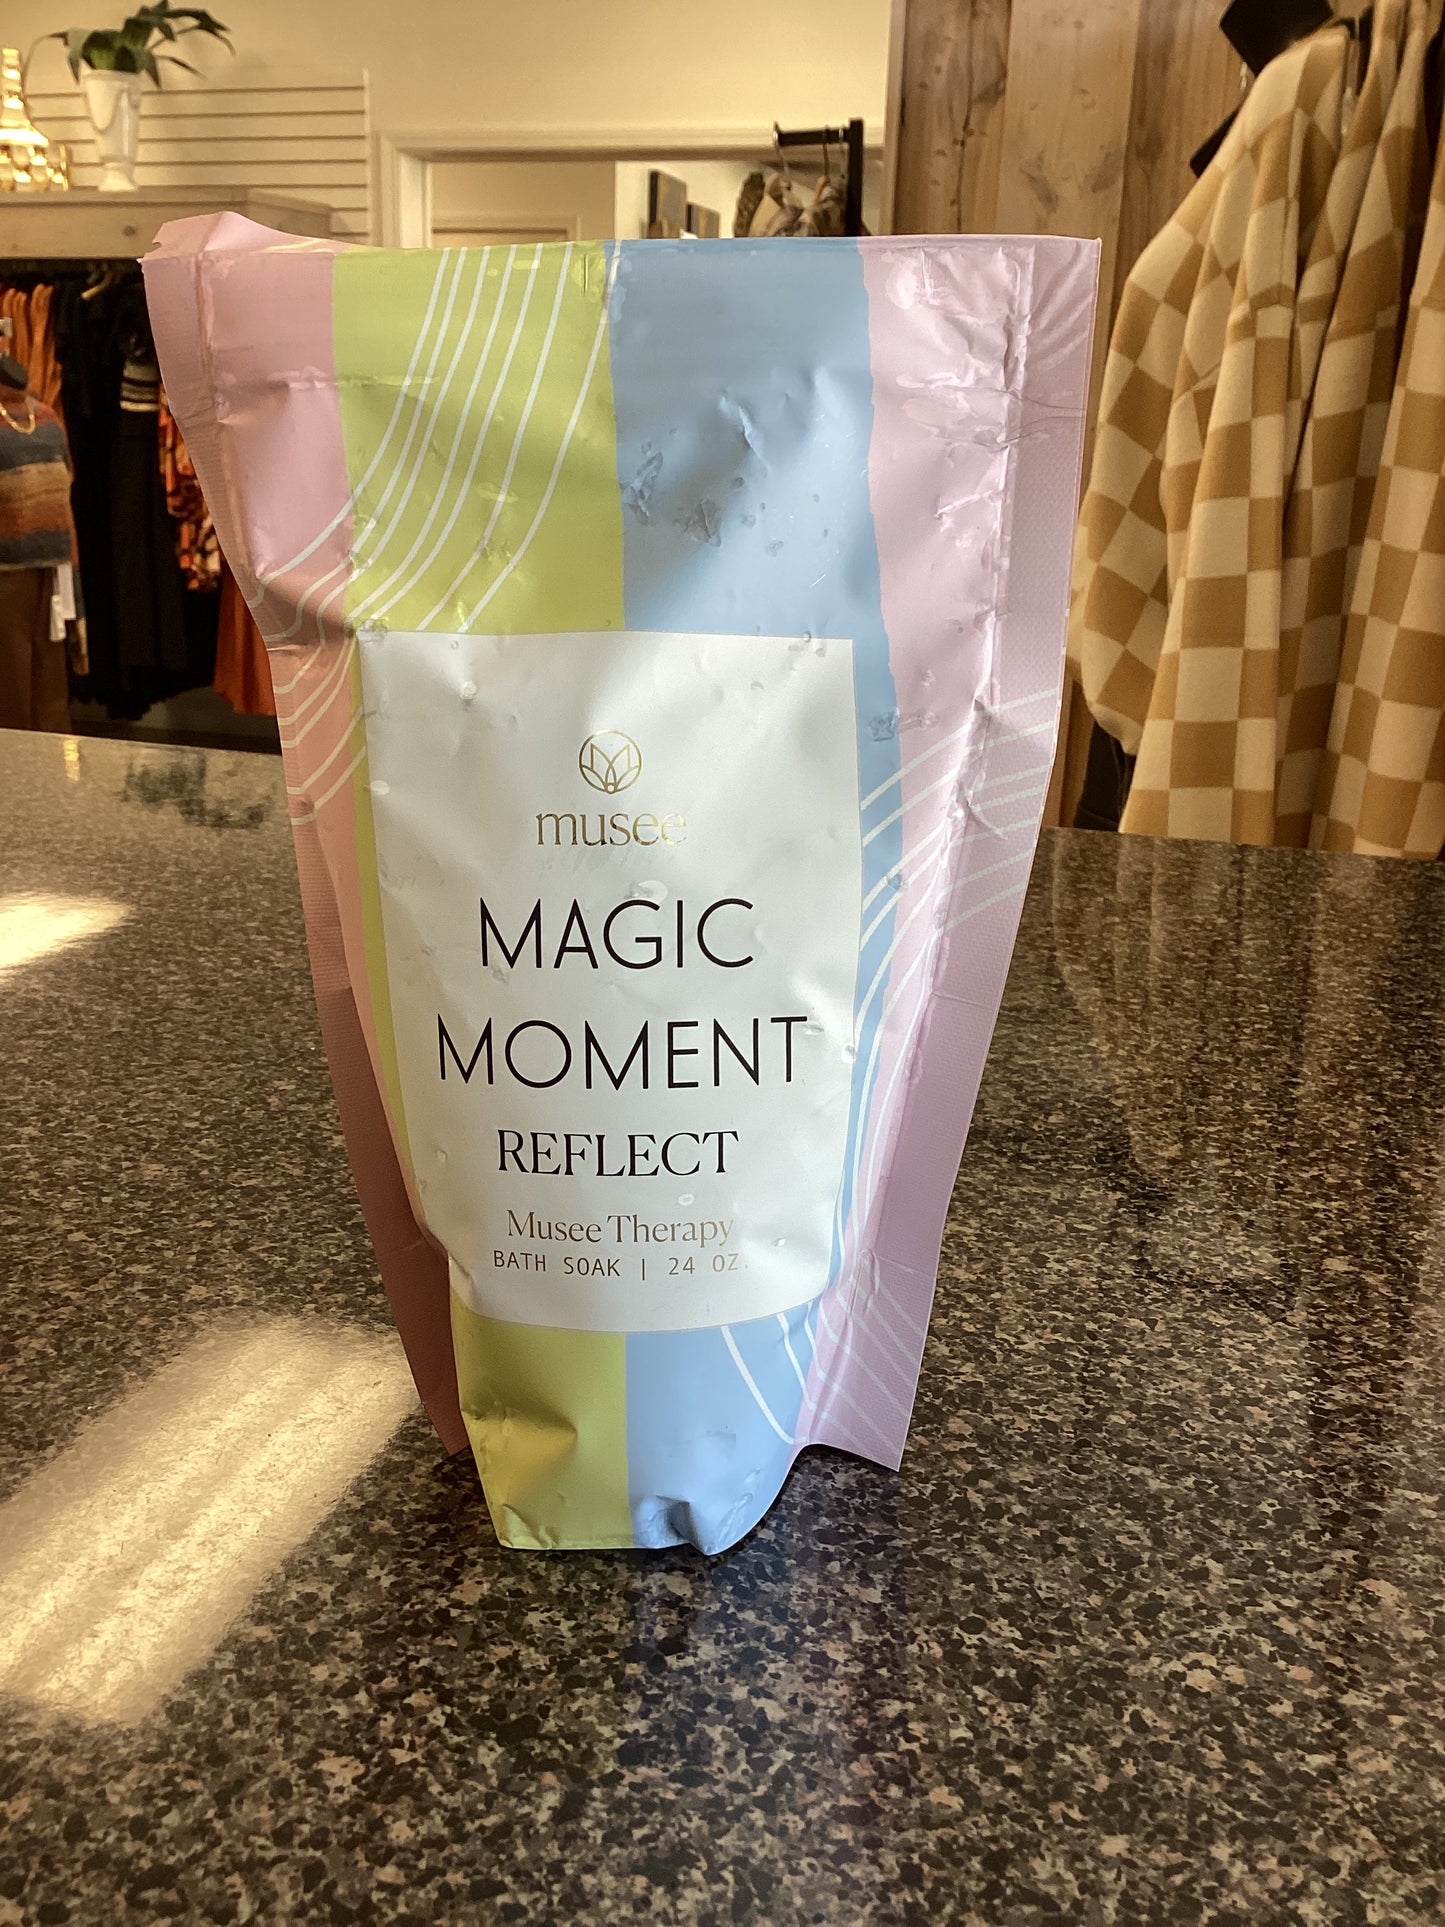 musee
MAGIC
MOMENT
REFLECT
Musee Therapy
BATH SOAK | 24 OZ.